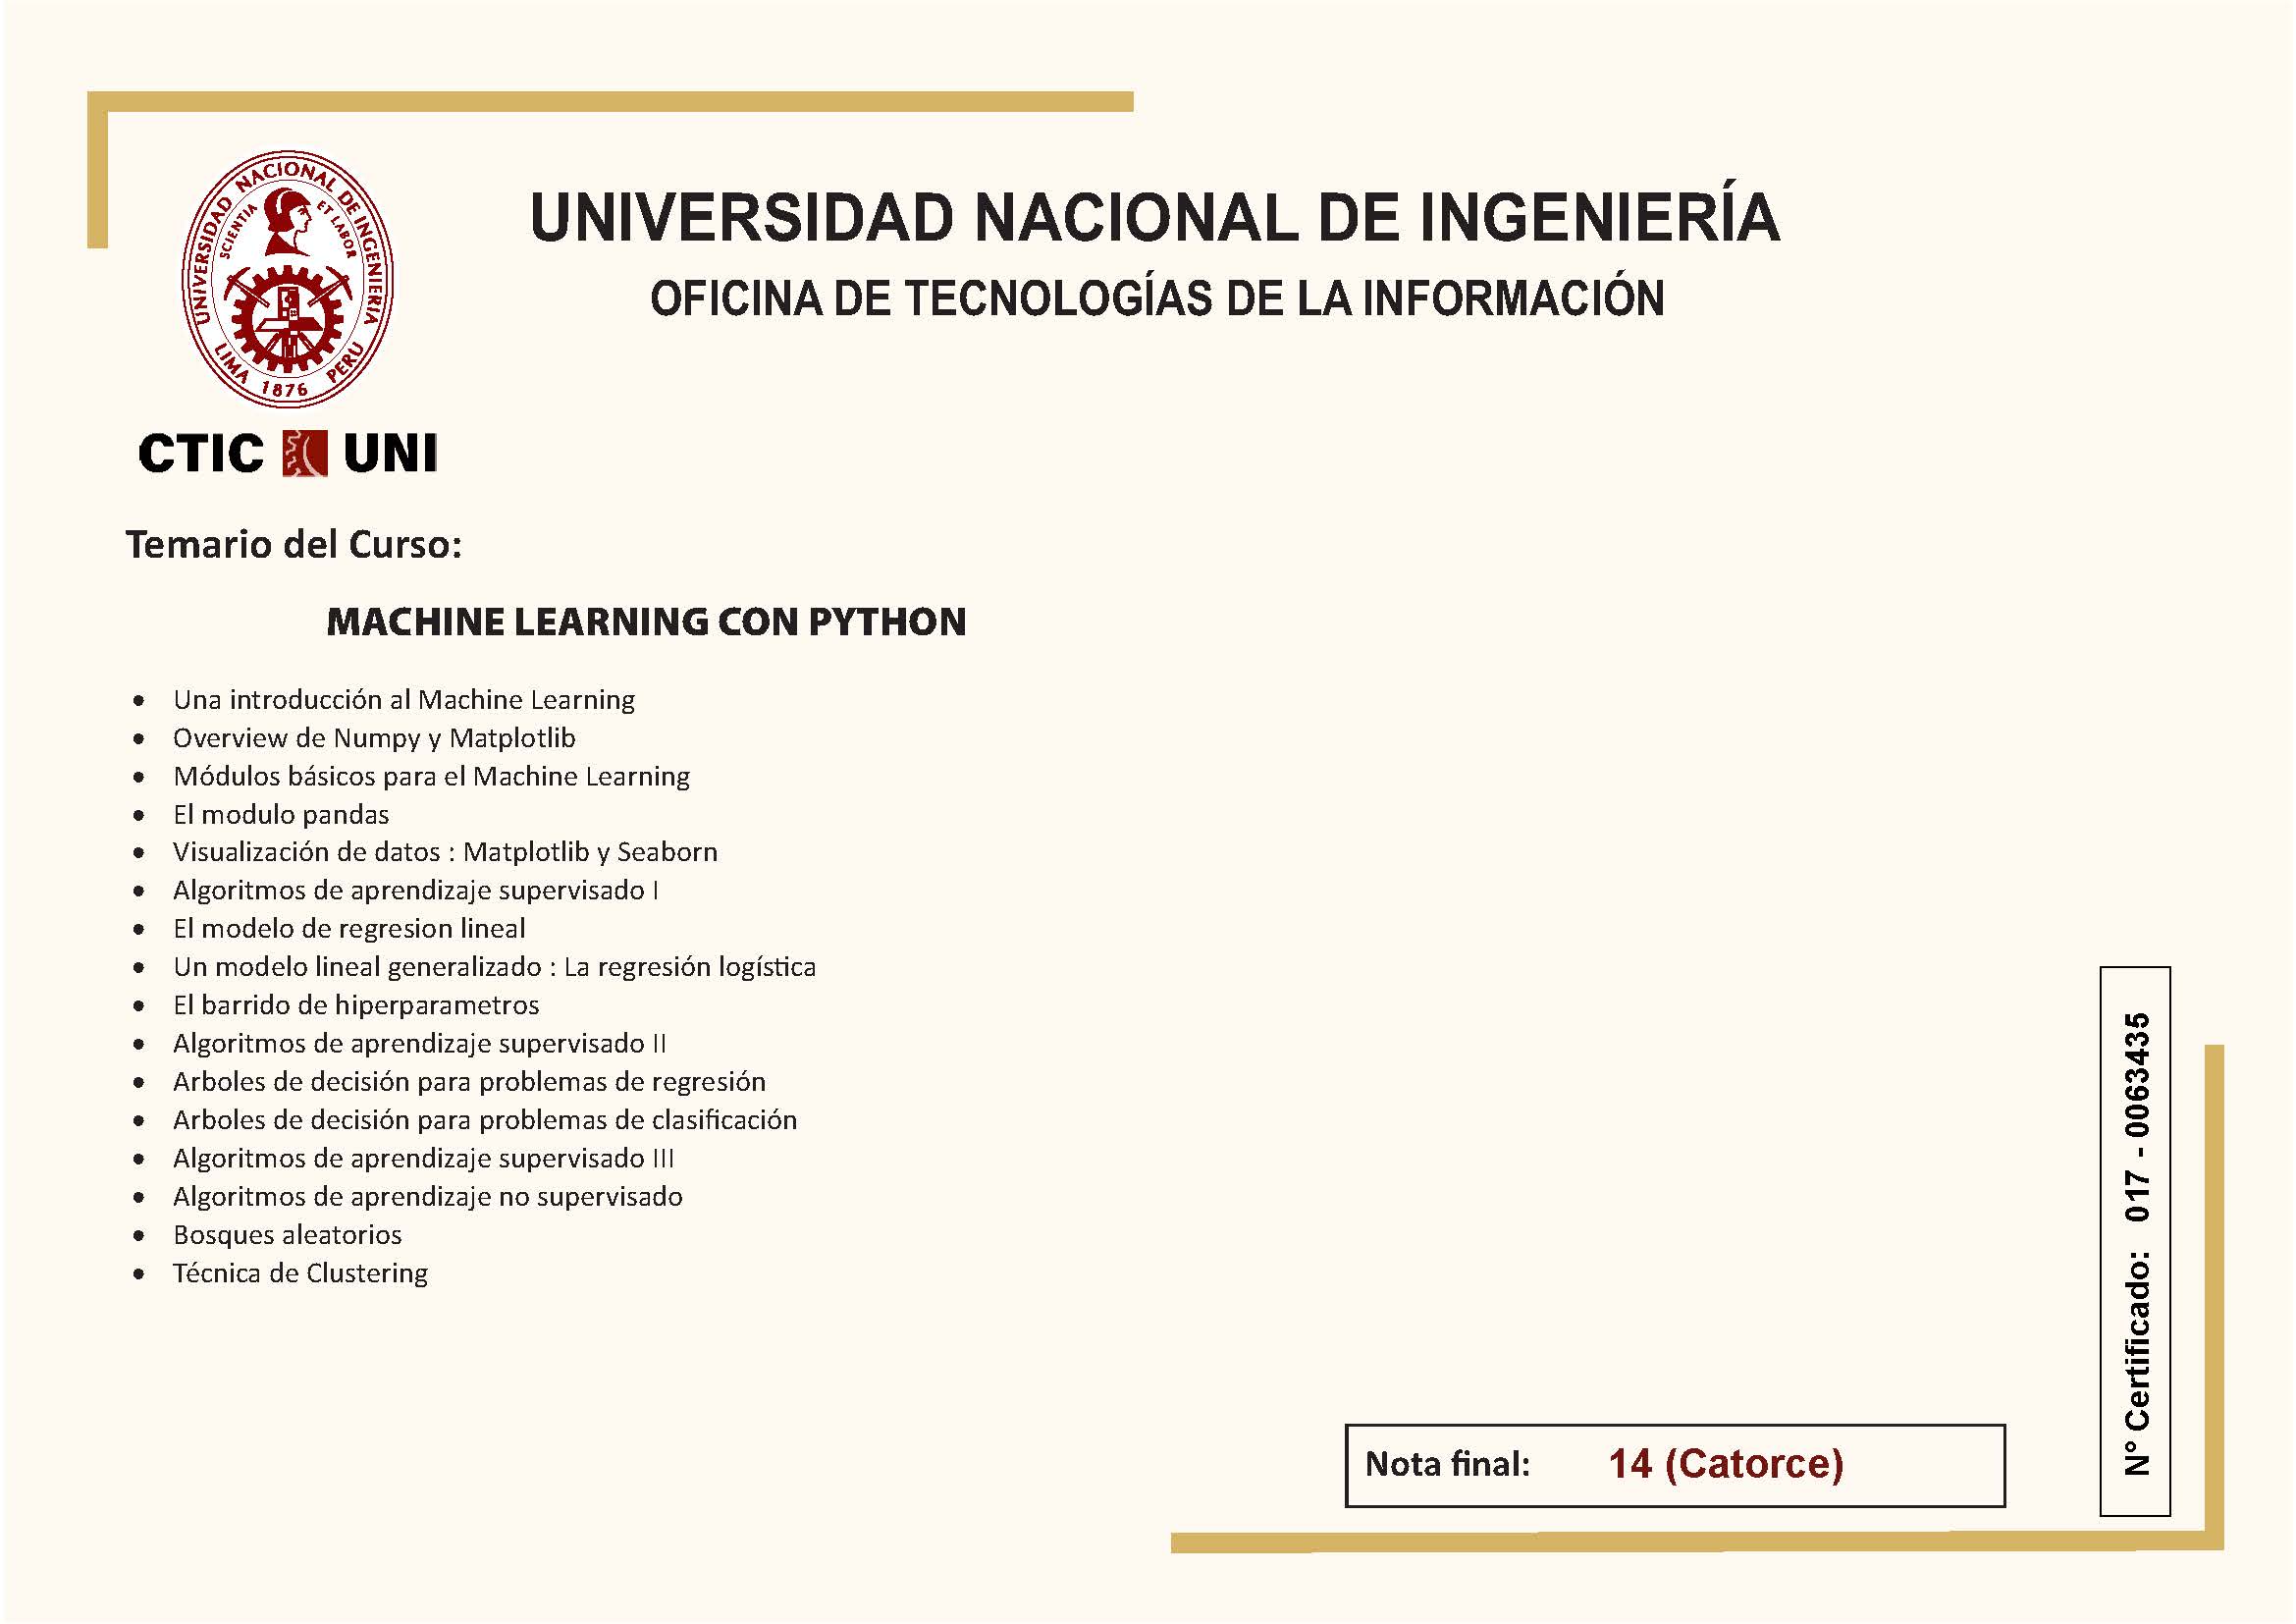 UNIVERSIDAD NACIONAL DE INGENIERIA
SCIENTIA ET LABOR
LIMA 1876 PERU
CTIC UNI
UNIVERSIDAD NACIONAL DE INGENIERÍA
OFICINA DE TECNOLOGÍAS DE LA INFORMACIÓN
Temario del Curso:
MACHINE LEARNING CON PYTHON
• Una introducción al Machine Learning
• Overview de Numpy y Matplotlib
• Módulos básicos para el Machine Learning
• El modulo pandas
• Visualización de datos : Matplotlib y Seaborn
• Algoritmos de aprendizaje supervisado I
• El modelo de regresion lineal
• Un modelo lineal generalizado : La regresión logística
• El barrido de hiperparametros
• Algoritmos de aprendizaje supervisado II
• Arboles de decisión para problemas de regresión
• Arboles de decisión para problemas de clasificación
• Algoritmos de aprendizaje supervisado III
• Algoritmos de aprendizaje no supervisado
• Bosques aleatorios
• Técnica de Clustering
Nota final: 14 (Catorce)
N° Certificado: 017 - 0063435